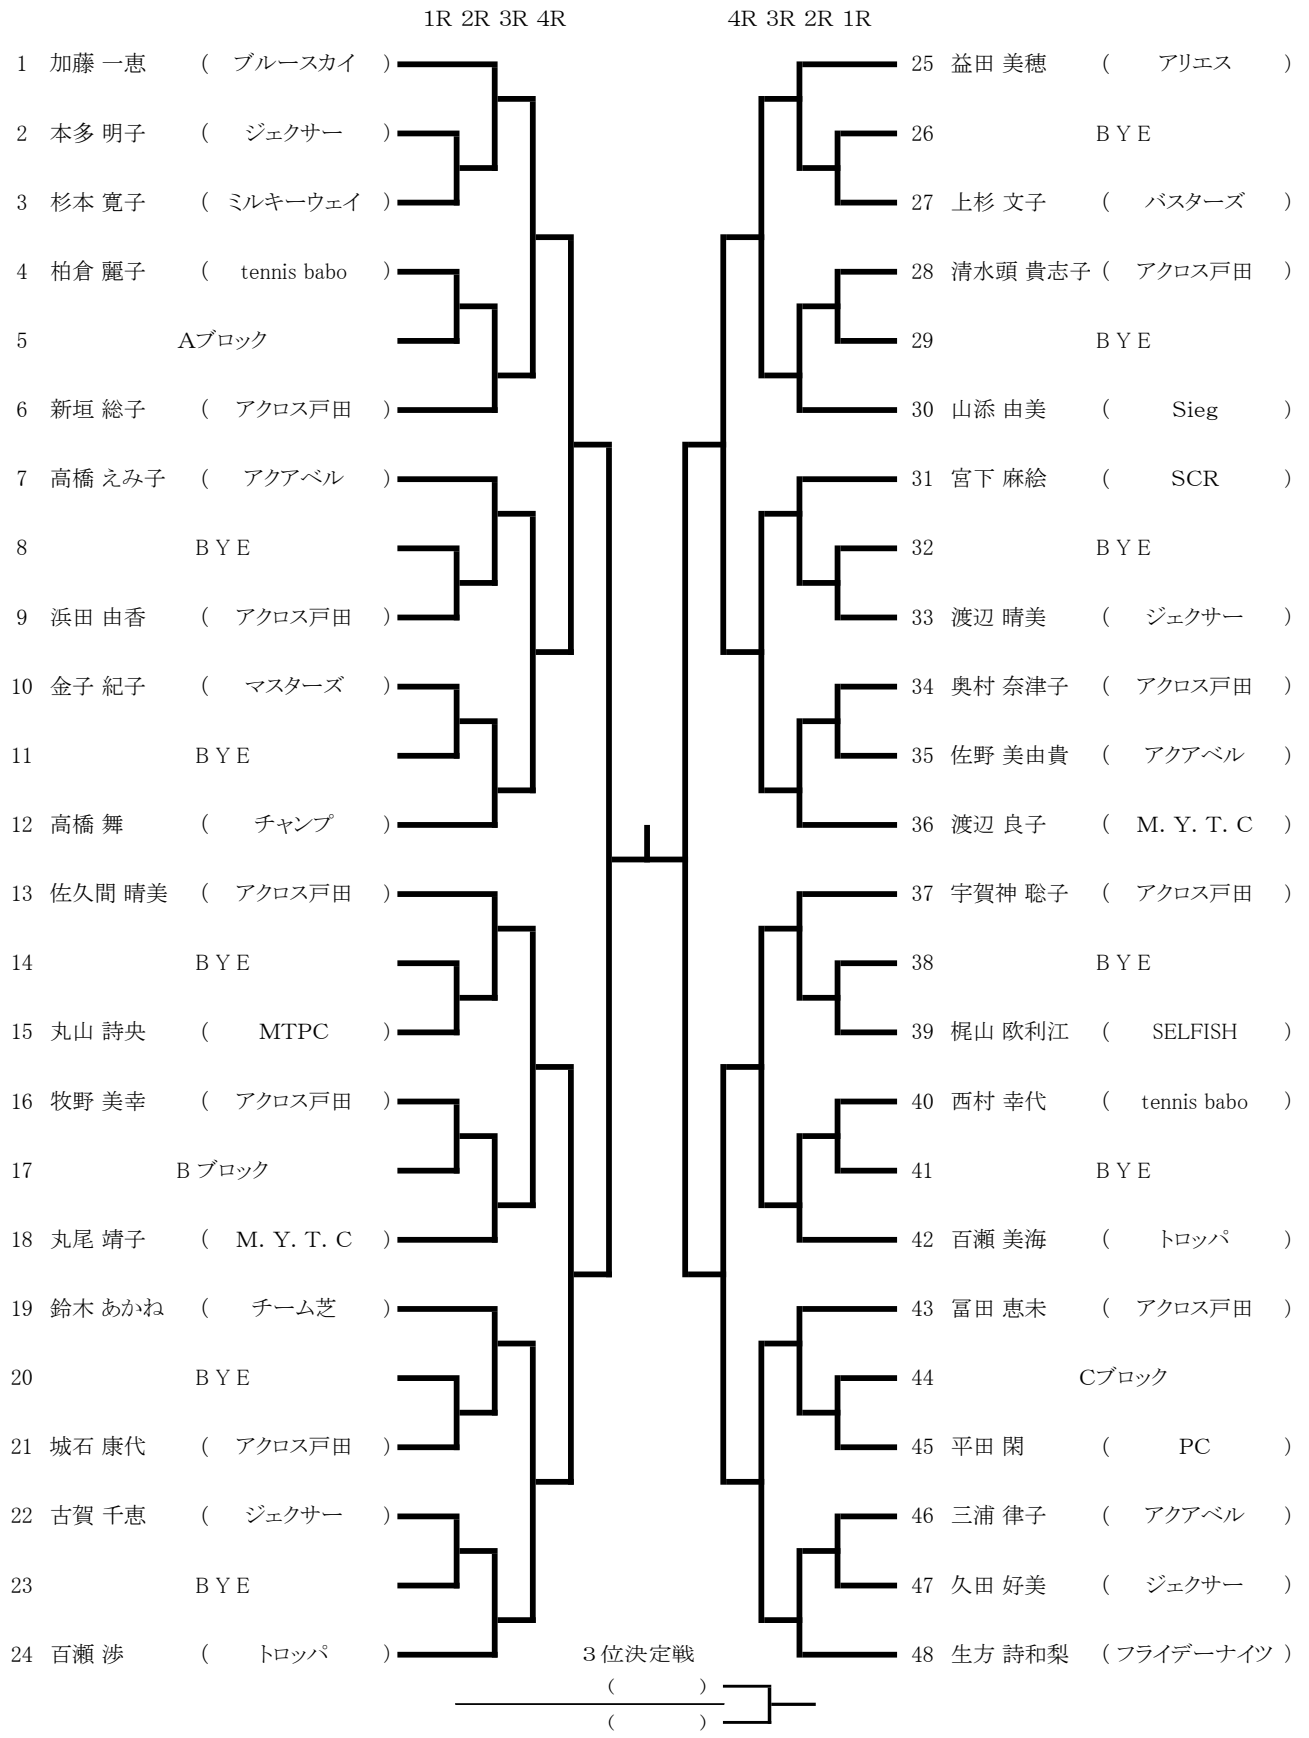 1R 2R 3R 4R
4R 3R 2R 1R
1 加藤 一恵 ( ブルースカイ )
2 本多 明子 ( ジェクサー )
3 杉本 寛子 ( ミルキーウェイ )
4 柏倉 麗子 ( tennis babo )
5 Aブロック
6 新垣 総子 ( アクロス戸田 )
7 高橋 えみ子 ( アクアベル )
8 B Y E
9 浜田 由香 ( アクロス戸田 )
10 金子 紀子 ( マスターズ )
11 B Y E
12 高橋 舞 ( チャンプ )
13 佐久間 晴美 ( アクロス戸田 )
14 B Y E
15 丸山 詩央 ( MTPC )
16 牧野 美幸 ( アクロス戸田 )
17 B ブロック
18 丸尾 靖子 ( M. Y. T. C )
19 鈴木 あかね ( チーム芝 )
20 B Y E
21 城石 康代 ( アクロス戸田 )
22 古賀 千恵 ( ジェクサー )
23 B Y E
24 百瀬 渉 ( トロッパ )
25 益田 美穂 ( アリエス )
26 B Y E
27 上杉 文子 ( バスターズ )
28 清水頭 貴志子 ( アクロス戸田 )
29 B Y E
30 山添 由美 ( Sieg )
31 宮下 麻絵 ( SCR )
32 B Y E
33 渡辺 晴美 ( ジェクサー )
34 奥村 奈津子 ( アクロス戸田 )
35 佐野 美由貴 ( アクアベル )
36 渡辺 良子 ( M. Y. T. C )
37 宇賀神 聡子 ( アクロス戸田 )
38 B Y E
39 梶山 欧利江 ( SELFISH )
40 西村 幸代 ( tennis babo )
41 B Y E
42 百瀬 美海 ( トロッパ )
43 冨田 恵未 ( アクロス戸田 )
44 Cブロック
45 平田 閑 ( PC )
46 三浦 律子 ( アクアベル )
47 久田 好美 ( ジェクサー )
48 生方 詩和梨 ( フライデーナイツ )
３位決定戦
( )
( )